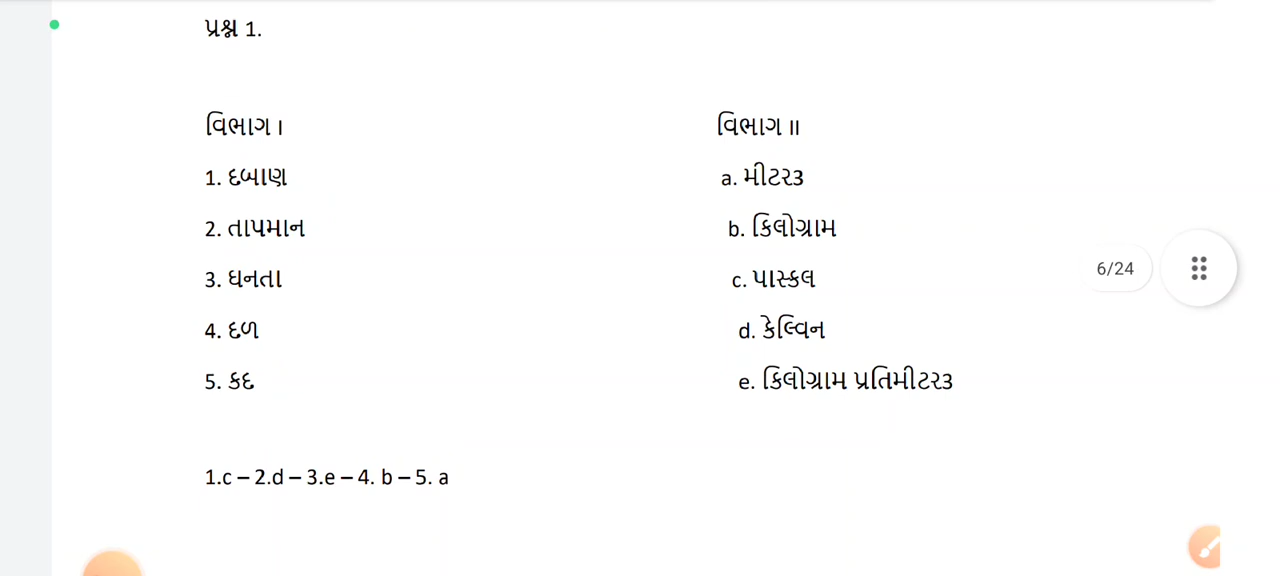 પ્રશ્ન 1.
વિભાગ I વિભાગ II
1. દબાણ a. મીટર3
2. તાપમાન b. કિલોગ્રામ
3. ઘનતા c. પાસ્કલ
6/24
4. દળ d. કેલ્વિન
5. કદ e. કિલોગ્રામ પ્રતિમીટર3
1.c – 2.d – 3.e – 4. b – 5. a